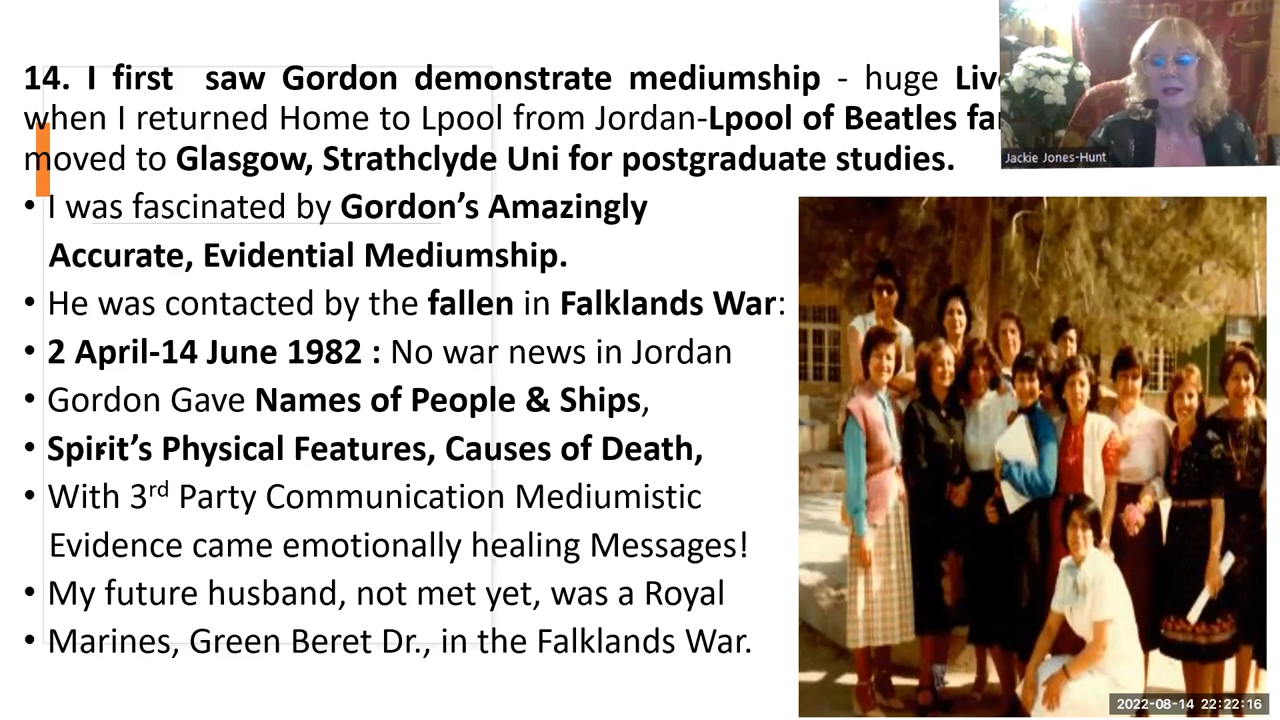 14. I first saw Gordon demonstrate mediumship - huge
when I returned Home to Lpool from Jordan-Lpool of Beatles
moved to Glasgow, Strathclyde Uni for postgraduate studies.
• I was fascinated by Gordon’s Amazingly
Accurate, Evidential Mediumship.
• He was contacted by the fallen in Falklands War:
• 2 April-14 June 1982 : No war news in Jordan
• Gordon Gave Names of People & Ships,
• Spirit’s Physical Features, Causes of Death,
• With 3rd Party Communication Mediumistic
Evidence came emotionally healing Messages!
• My future husband, not met yet, was a Royal
• Marines, Green Beret Dr., in the Falklands War.
Jackie Jones-Hunt
2022-08-14 22:22:16